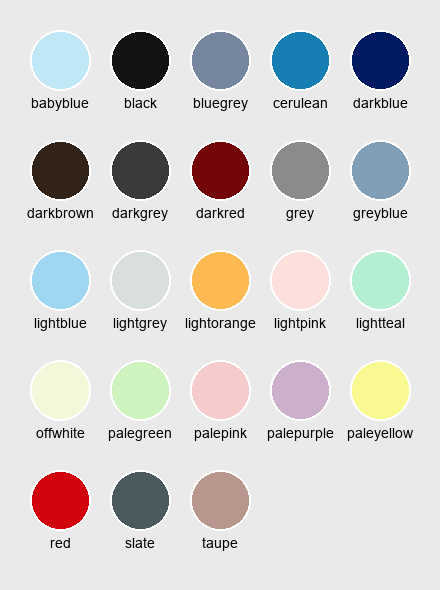 babyblue black bluegrey cerulean darkblue
darkbrown darkgrey darkred grey greyblue
lightblue lightgrey lightorange lightpink lightteal
offwhite palegreen palepink palepurple paleyellow
red slate taupe